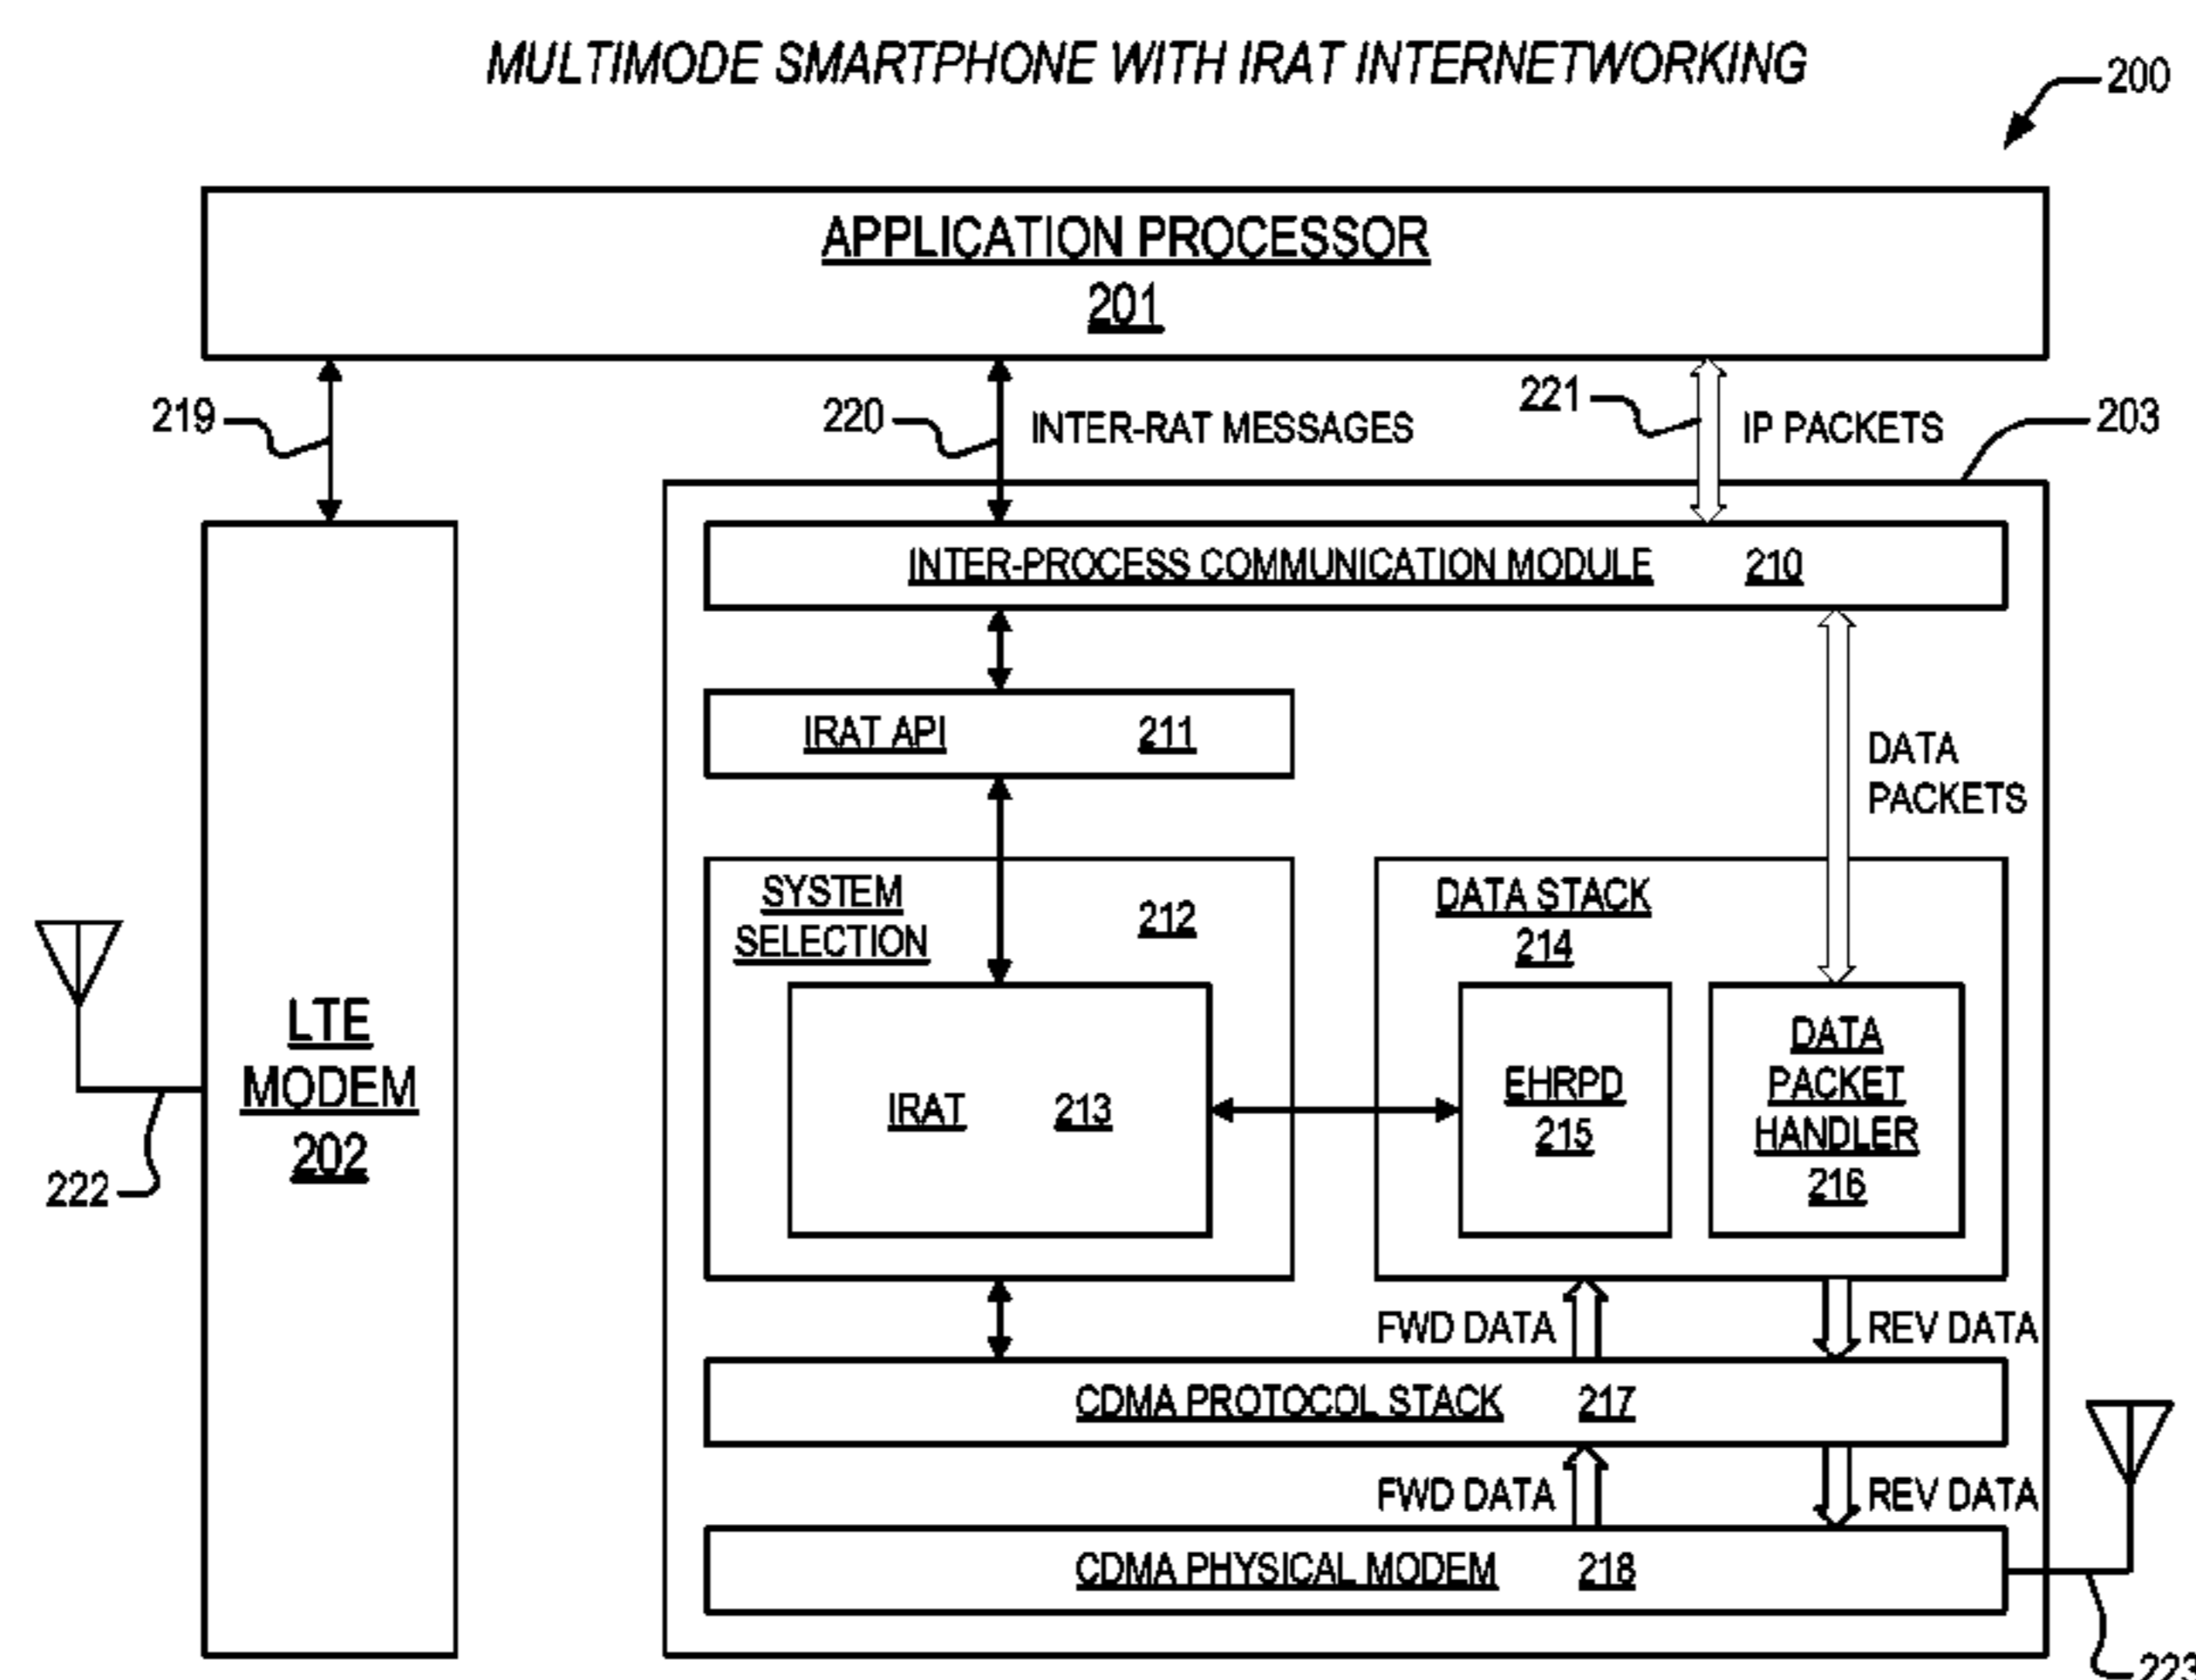 MULTIMODE SMARTPHONE WITH IRAT INTERNETWORKING
200
APPLICATION PROCESSOR
201
219
220
INTER-RAT MESSAGES
221
IP PACKETS
203
INTER-PROCESS COMMUNICATION MODULE 210
IRAT API 211
DATA
PACKETS
SYSTEM
SELECTION
212
DATA STACK
214
LTE
MODEM
202
IRAT 213
EHRPD
215
DATA
PACKET
HANDLER
216
222
FWD DATA
REV DATA
CDMA PROTOCOL STACK 217
FWD DATA
REV DATA
CDMA PHYSICAL MODEM 218
223